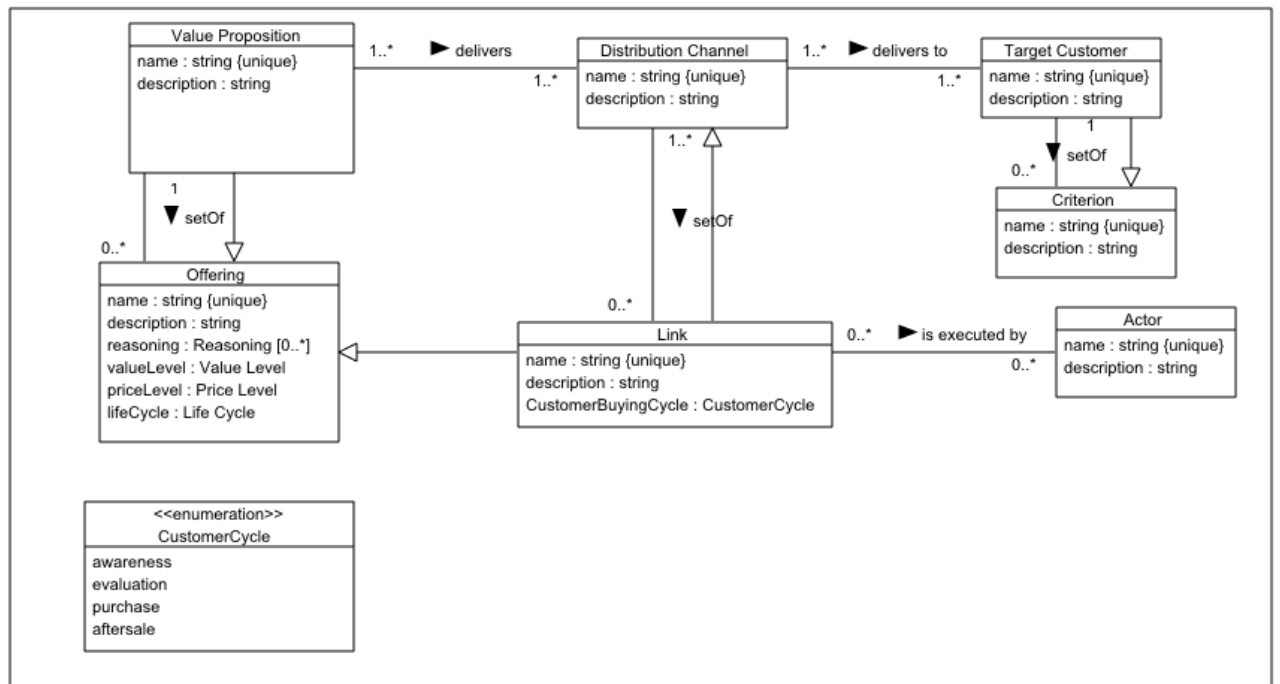 Value Proposition
name : string {unique}
description : string
1..*
delivers
1..*
Distribution Channel
name : string {unique}
description : string
1..*
delivers to
1..*
Target Customer
name : string {unique}
description : string
1
setOf
0..*
1..*
setOf
0..*
1
setOf
0..*
Criterion
name : string {unique}
description : string
Offering
name : string {unique}
description : string
reasoning : Reasoning [0..*]
valueLevel : Value Level
priceLevel : Price Level
lifeCycle : Life Cycle
Link
name : string {unique}
description : string
CustomerBuyingCycle : CustomerCycle
0..*
is executed by
0..*
Actor
name : string {unique}
description : string
<<enumeration>>
CustomerCycle
awareness
evaluation
purchase
aftersale